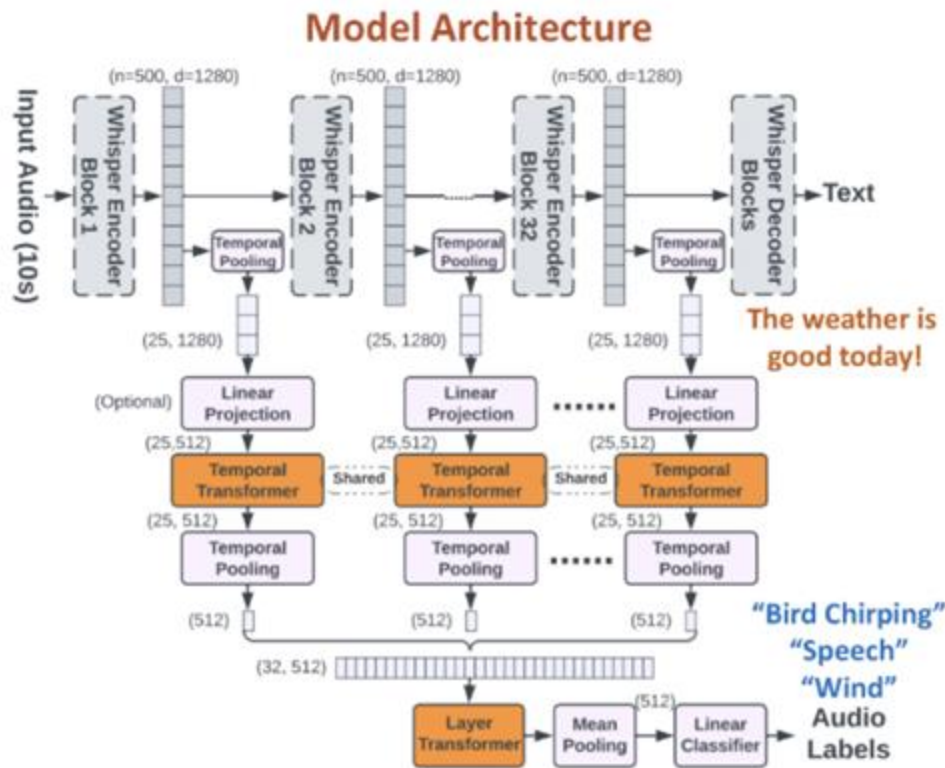 Model Architecture
(n=500, d=1280)
(n=500, d=1280)
(n=500, d=1280)
Input Audio (10s)
Whisper Encoder
Block 1
Whisper Encoder
Block 2
Whisper Encoder
Block 32
Whisper Decoder
Blocks
Text
Temporal
Pooling
Temporal
Pooling
Temporal
Pooling
The weather is
good today!
(25, 1280)
(25, 1280)
(25, 1280)
(Optional)
Linear
Projection
Linear
Projection
Linear
Projection
(25,512)
(25,512)
(25,512)
Temporal
Transformer
Shared
Temporal
Transformer
Shared
Temporal
Transformer
(25, 512)
(25, 512)
(25, 512)
Temporal
Pooling
Temporal
Pooling
Temporal
Pooling
(512)
(512)
(512)
(32, 512)
Layer
Transformer
Mean
Pooling
(512)
Linear
Classifier
“Bird Chirping”
“Speech”
“Wind”
Audio
Labels